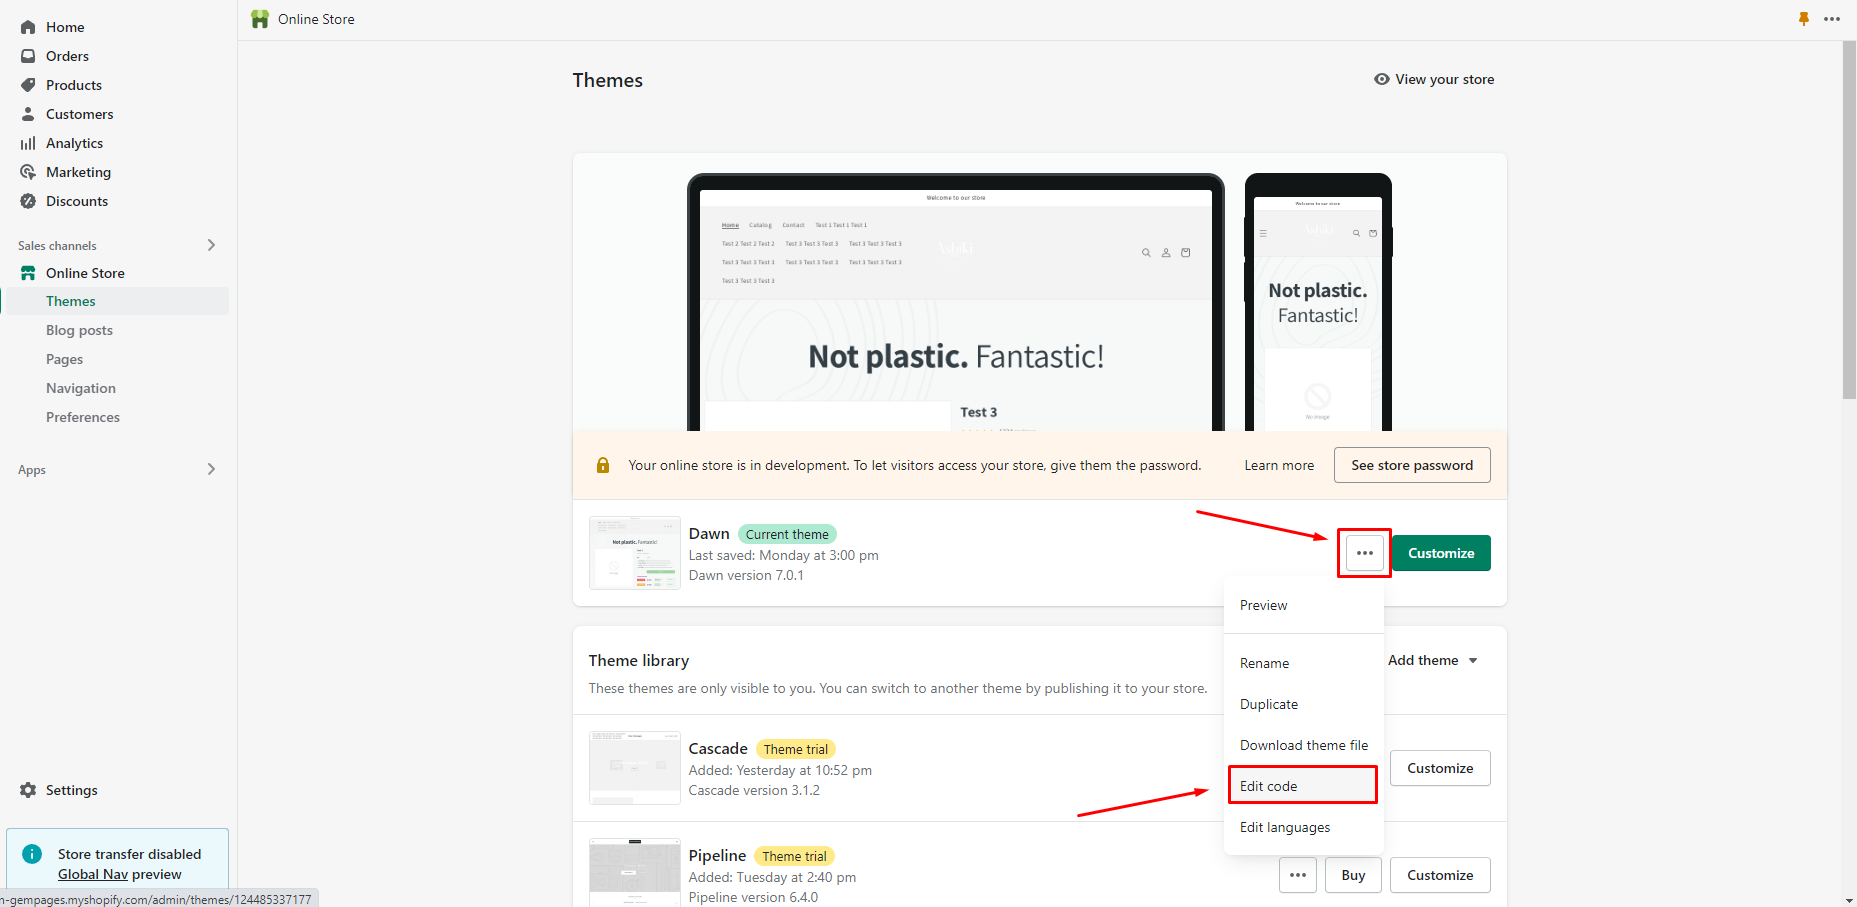 Home
Orders
Products
Customers
Analytics
Marketing
Discounts
Sales channels
Online Store
Themes
Blog posts
Pages
Navigation
Preferences
Apps
Settings
Store transfer disabled
Global Nav preview
n-gempages.myshopify.com/admin/themes/124485337177
Online Store
Themes
View your store
Welcome to our store
Home Catalog Contact Test 1 Test 1 Test 1
Test 2 Test 2 Test 2 Test 3 Test 3 Test 3 Test 3 Test 3 Test 3
Test 3 Test 3 Test 3 Test 3 Test 3 Test 3 Test 3 Test 3 Test 3
Test 3 Test 3 Test 3
Not plastic. Fantastic!
Test 3
Welcome to our store
Not plastic.
Fantastic!
No image
Your online store is in development. To let visitors access your store, give them the password.
Learn more
See store password
Dawn Current theme
Last saved: Monday at 3:00 pm
Dawn version 7.0.1
Customize
Preview
Rename
Duplicate
Download theme file
Edit code
Edit languages
Theme library
Add theme
These themes are only visible to you. You can switch to another theme by publishing it to your store.
Cascade Theme trial
Added: Yesterday at 10:52 pm
Cascade version 3.1.2
Customize
Pipeline Theme trial
Added: Tuesday at 2:40 pm
Pipeline version 6.4.0
Buy
Customize